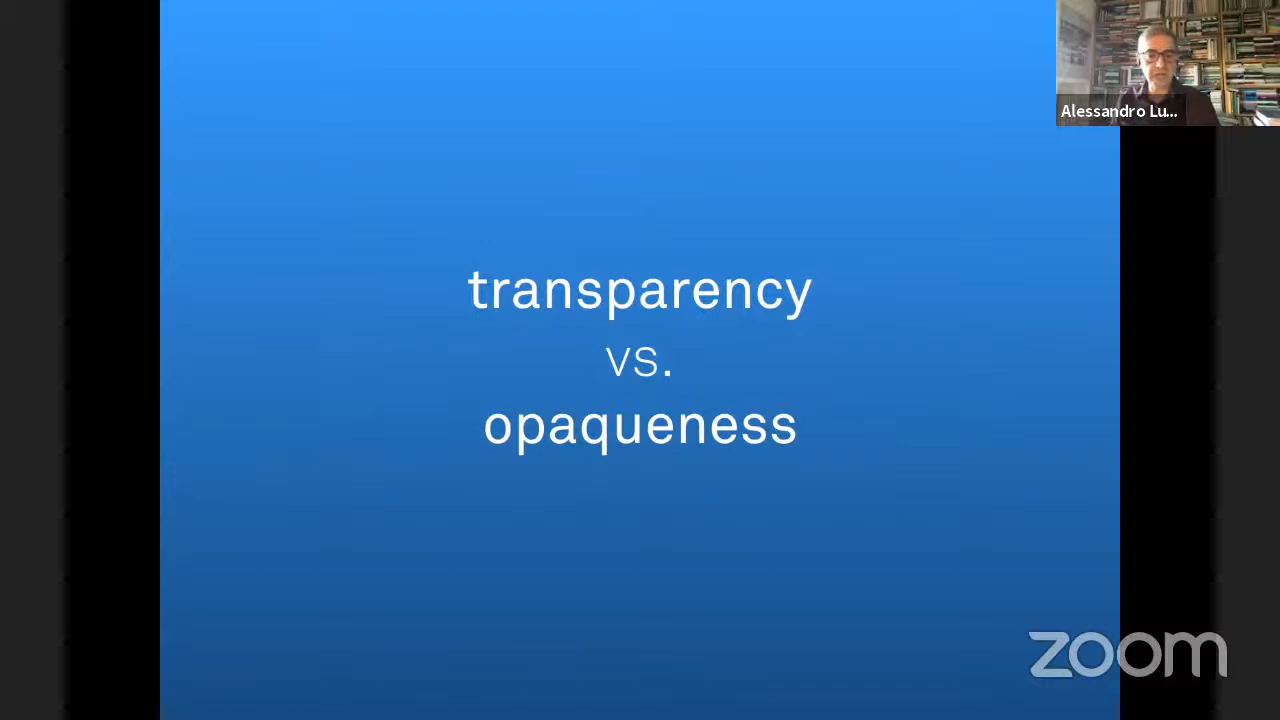 Alessandro Lu...
transparency
vs.
opaqueness
zoom